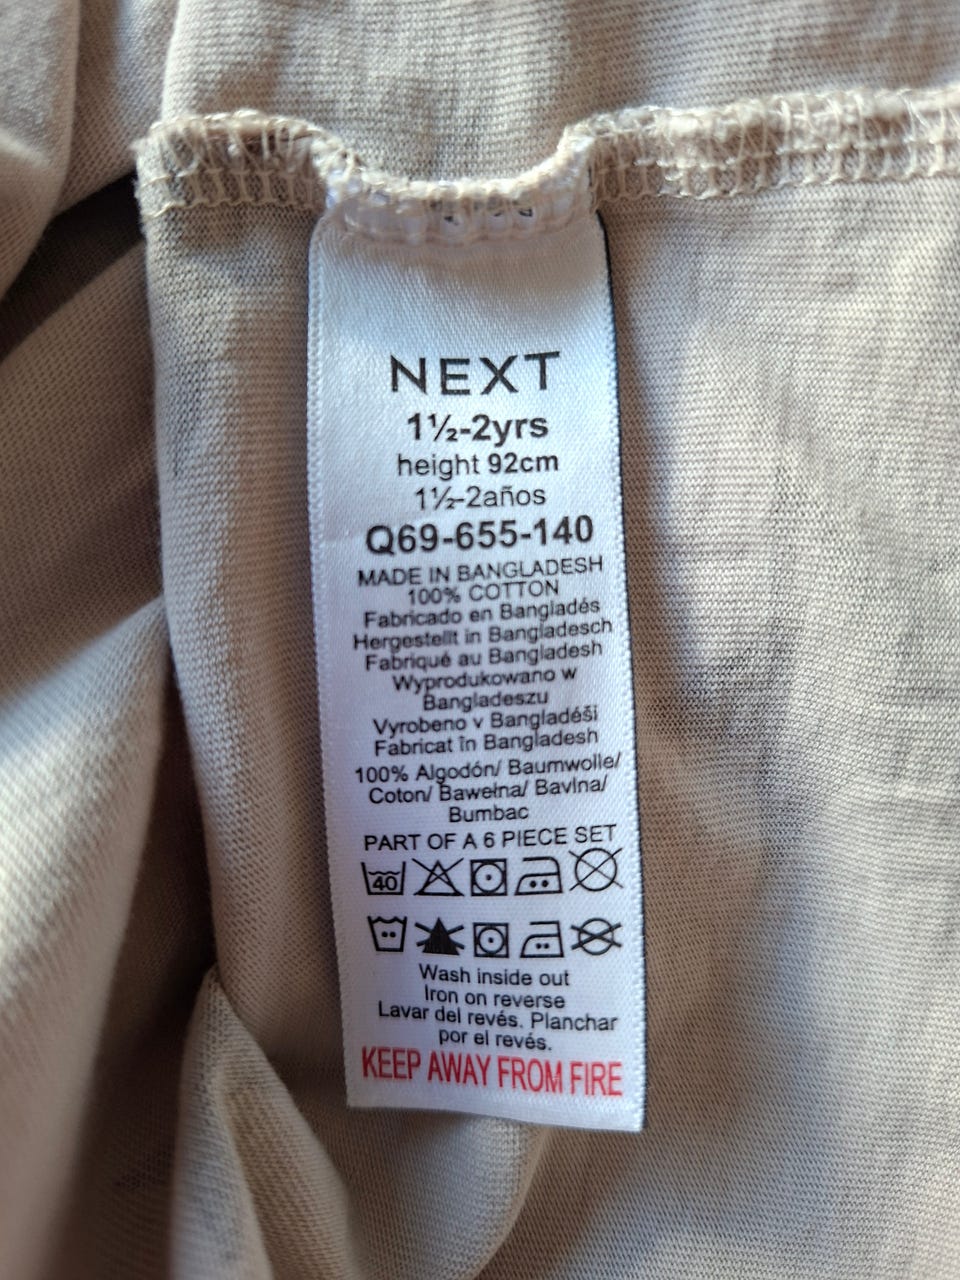 NEXT
1½-2yrs
height 92cm
1½-2años
Q69-655-140
MADE IN BANGLADESH
100% COTTON
Fabricado en Bangladés
Hergestellt in Bangladesch
Fabriqué au Bangladesh
Wyprodukowano w
Bangladeszu
Vyrobeno v Bangladéši
Fabricat în Bangladesh
100% Algodón/ Baumwolle/
Coton/ Bawełna/ Bavlna/
Bumbac
PART OF A 6 PIECE SET
40
Wash inside out
Iron on reverse
Lavar del revés. Planchar
por el revés.
KEEP AWAY FROM FIRE